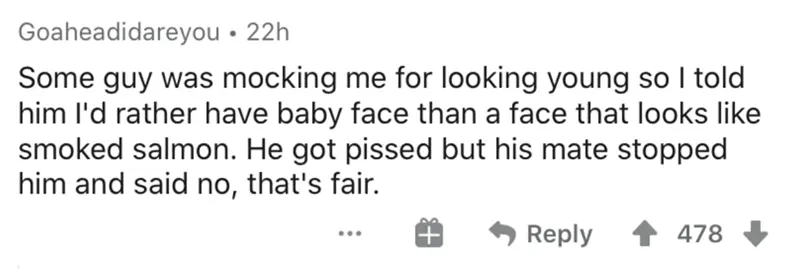 Goaheadidareyou • 22h
Some guy was mocking me for looking young so I told
him I'd rather have baby face than a face that looks like
smoked salmon. He got pissed but his mate stopped
him and said no, that's fair.
... Reply 478